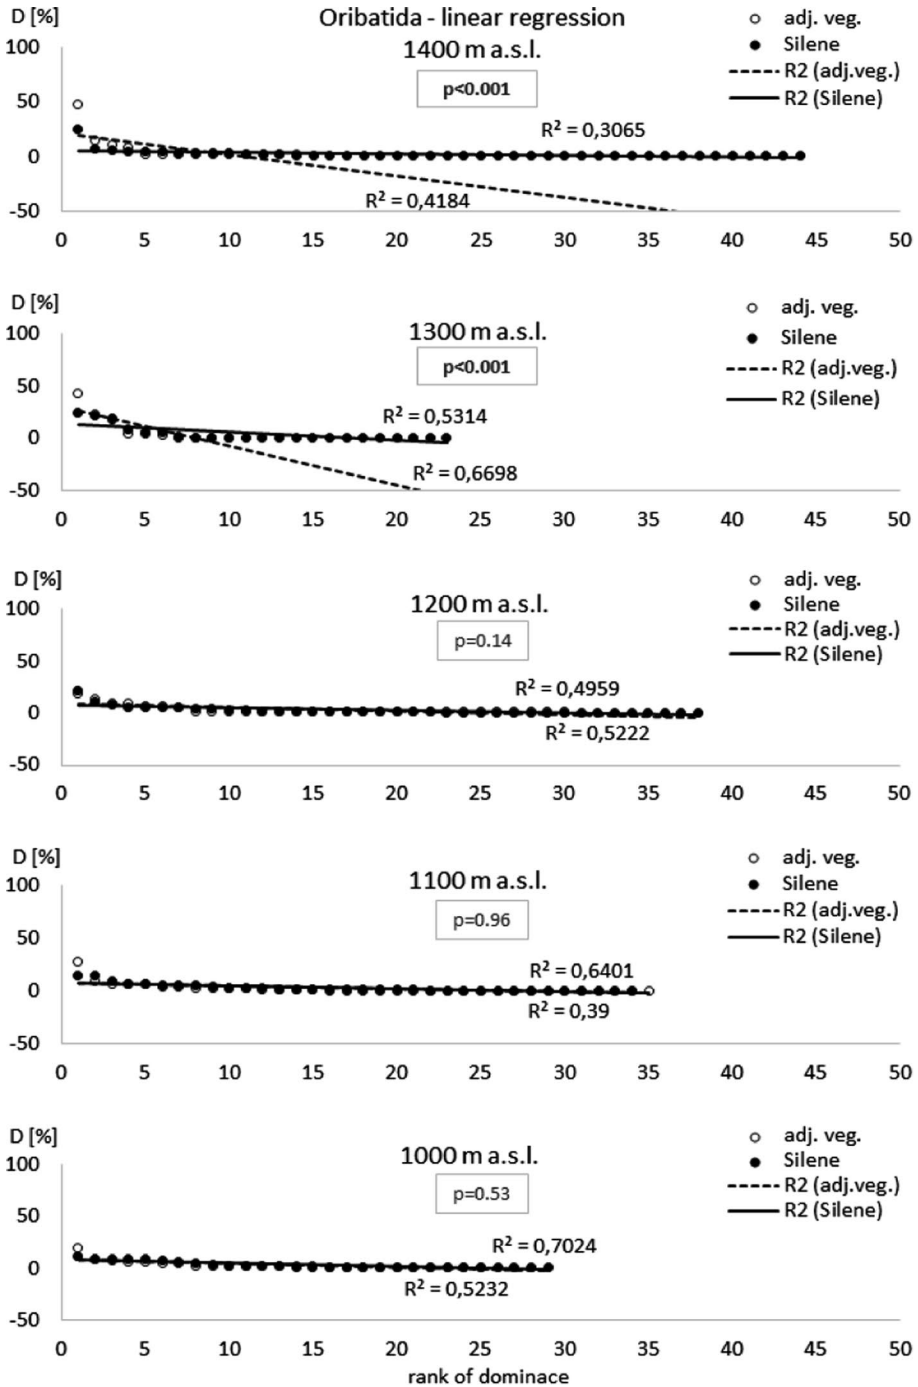 Oribatida - linear regression
D [%]
1400 m a.s.l.
p<0.001
adj. veg.
Silene
R2 (adj.veg.)
R2 (Silene)
100
50
0
-50
R² = 0,3065
R² = 0,4184
0 5 10 15 20 25 30 35 40 45 50
D [%]
1300 m a.s.l.
p<0.001
adj. veg.
Silene
R2 (adj.veg.)
R2 (Silene)
100
50
0
-50
R² = 0,5314
R² = 0,6698
0 5 10 15 20 25 30 35 40 45 50
D [%]
1200 m a.s.l.
p=0.14
adj. veg.
Silene
R2 (adj.veg.)
R2 (Silene)
100
50
0
-50
R² = 0,4959
R² = 0,5222
0 5 10 15 20 25 30 35 40 45 50
D [%]
1100 m a.s.l.
p=0.96
adj. veg.
Silene
R2 (adj.veg.)
R2 (Silene)
100
50
0
-50
R² = 0,6401
R² = 0,39
0 5 10 15 20 25 30 35 40 45 50
D [%]
1000 m a.s.l.
p=0.53
adj. veg.
Silene
R2 (adj.veg.)
R2 (Silene)
100
50
0
-50
R² = 0,7024
R² = 0,5232
0 5 10 15 20 25 30 35 40 45 50
rank of dominace